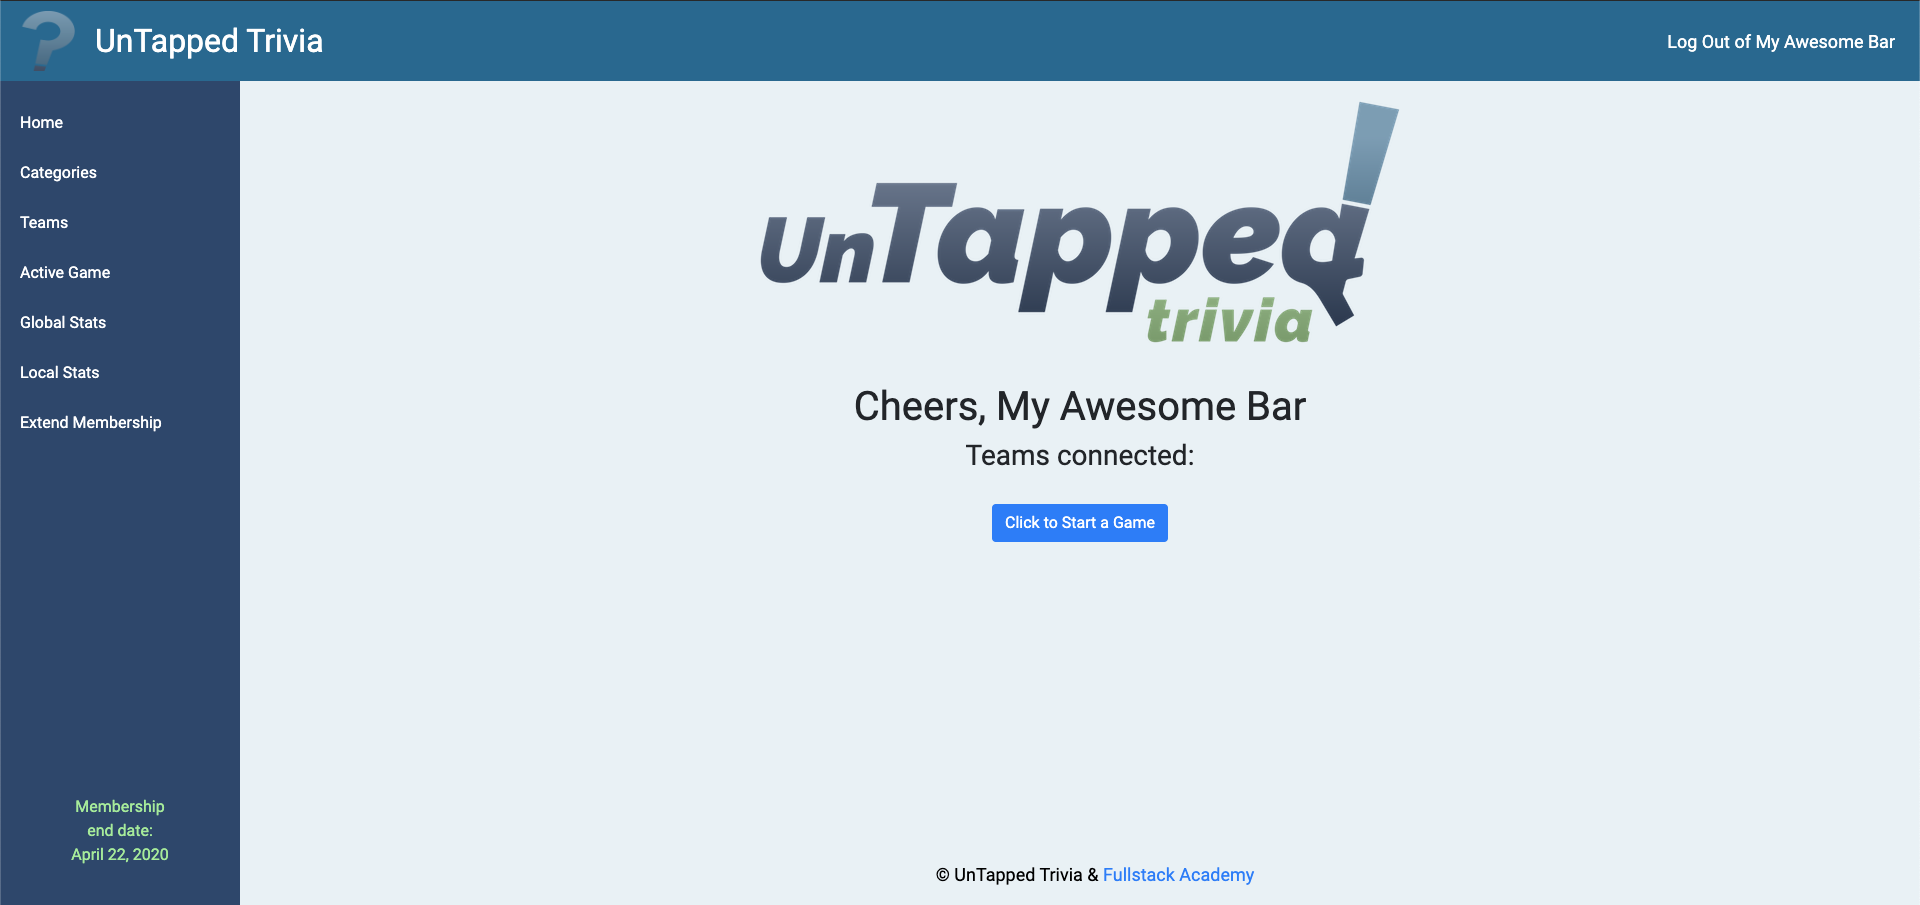 UnTapped Trivia
Log Out of My Awesome Bar
Home
Categories
Teams
Active Game
Global Stats
Local Stats
Extend Membership
Membership
end date:
April 22, 2020
unTapped!
trivia
Cheers, My Awesome Bar
Teams connected:
Click to Start a Game
© UnTapped Trivia & Fullstack Academy